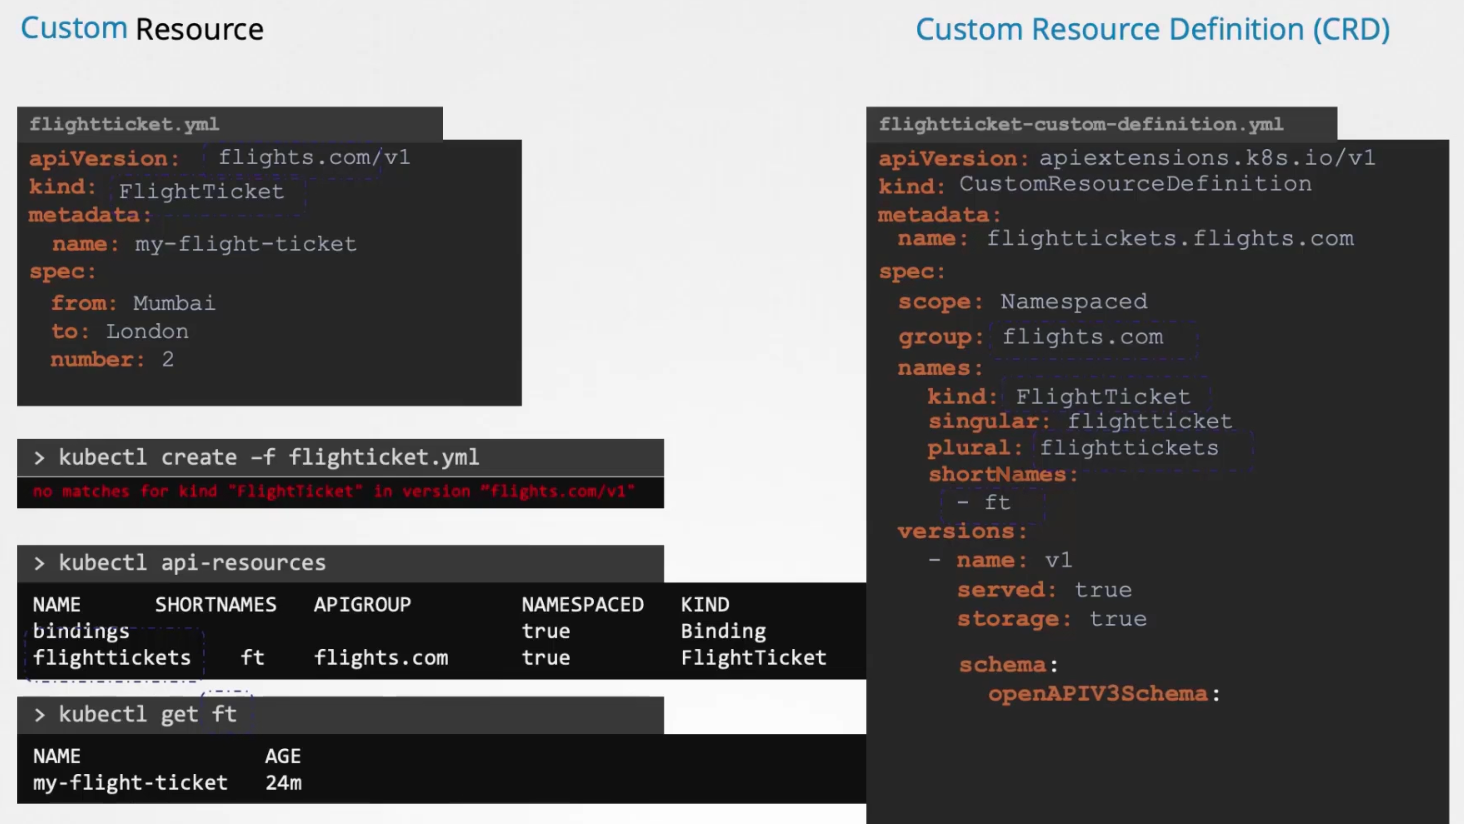 Custom Resource
Custom Resource Definition (CRD)
flightticket.yml
apiVersion: flights.com/v1
kind: FlightTicket
metadata:
name: my-flight-ticket
spec:
from: Mumbai
to: London
number: 2
> kubectl create –f flighticket.yml
no matches for kind "FlightTicket" in version "flights.com/v1"
> kubectl api-resources
NAME SHORTNAMES APIGROUP NAMESPACED KIND
bindings true Binding
flighttickets ft flights.com true FlightTicket
> kubectl get ft
NAME AGE
my-flight-ticket 24m
flightticket-custom-definition.yml
apiVersion: apiextensions.k8s.io/v1
kind: CustomResourceDefinition
metadata:
name: flighttickets.flights.com
spec:
scope: Namespaced
group: flights.com
names:
kind: FlightTicket
singular: flightticket
plural: flighttickets
shortNames:
- ft
versions:
- name: v1
served: true
storage: true
schema:
openAPIV3Schema: